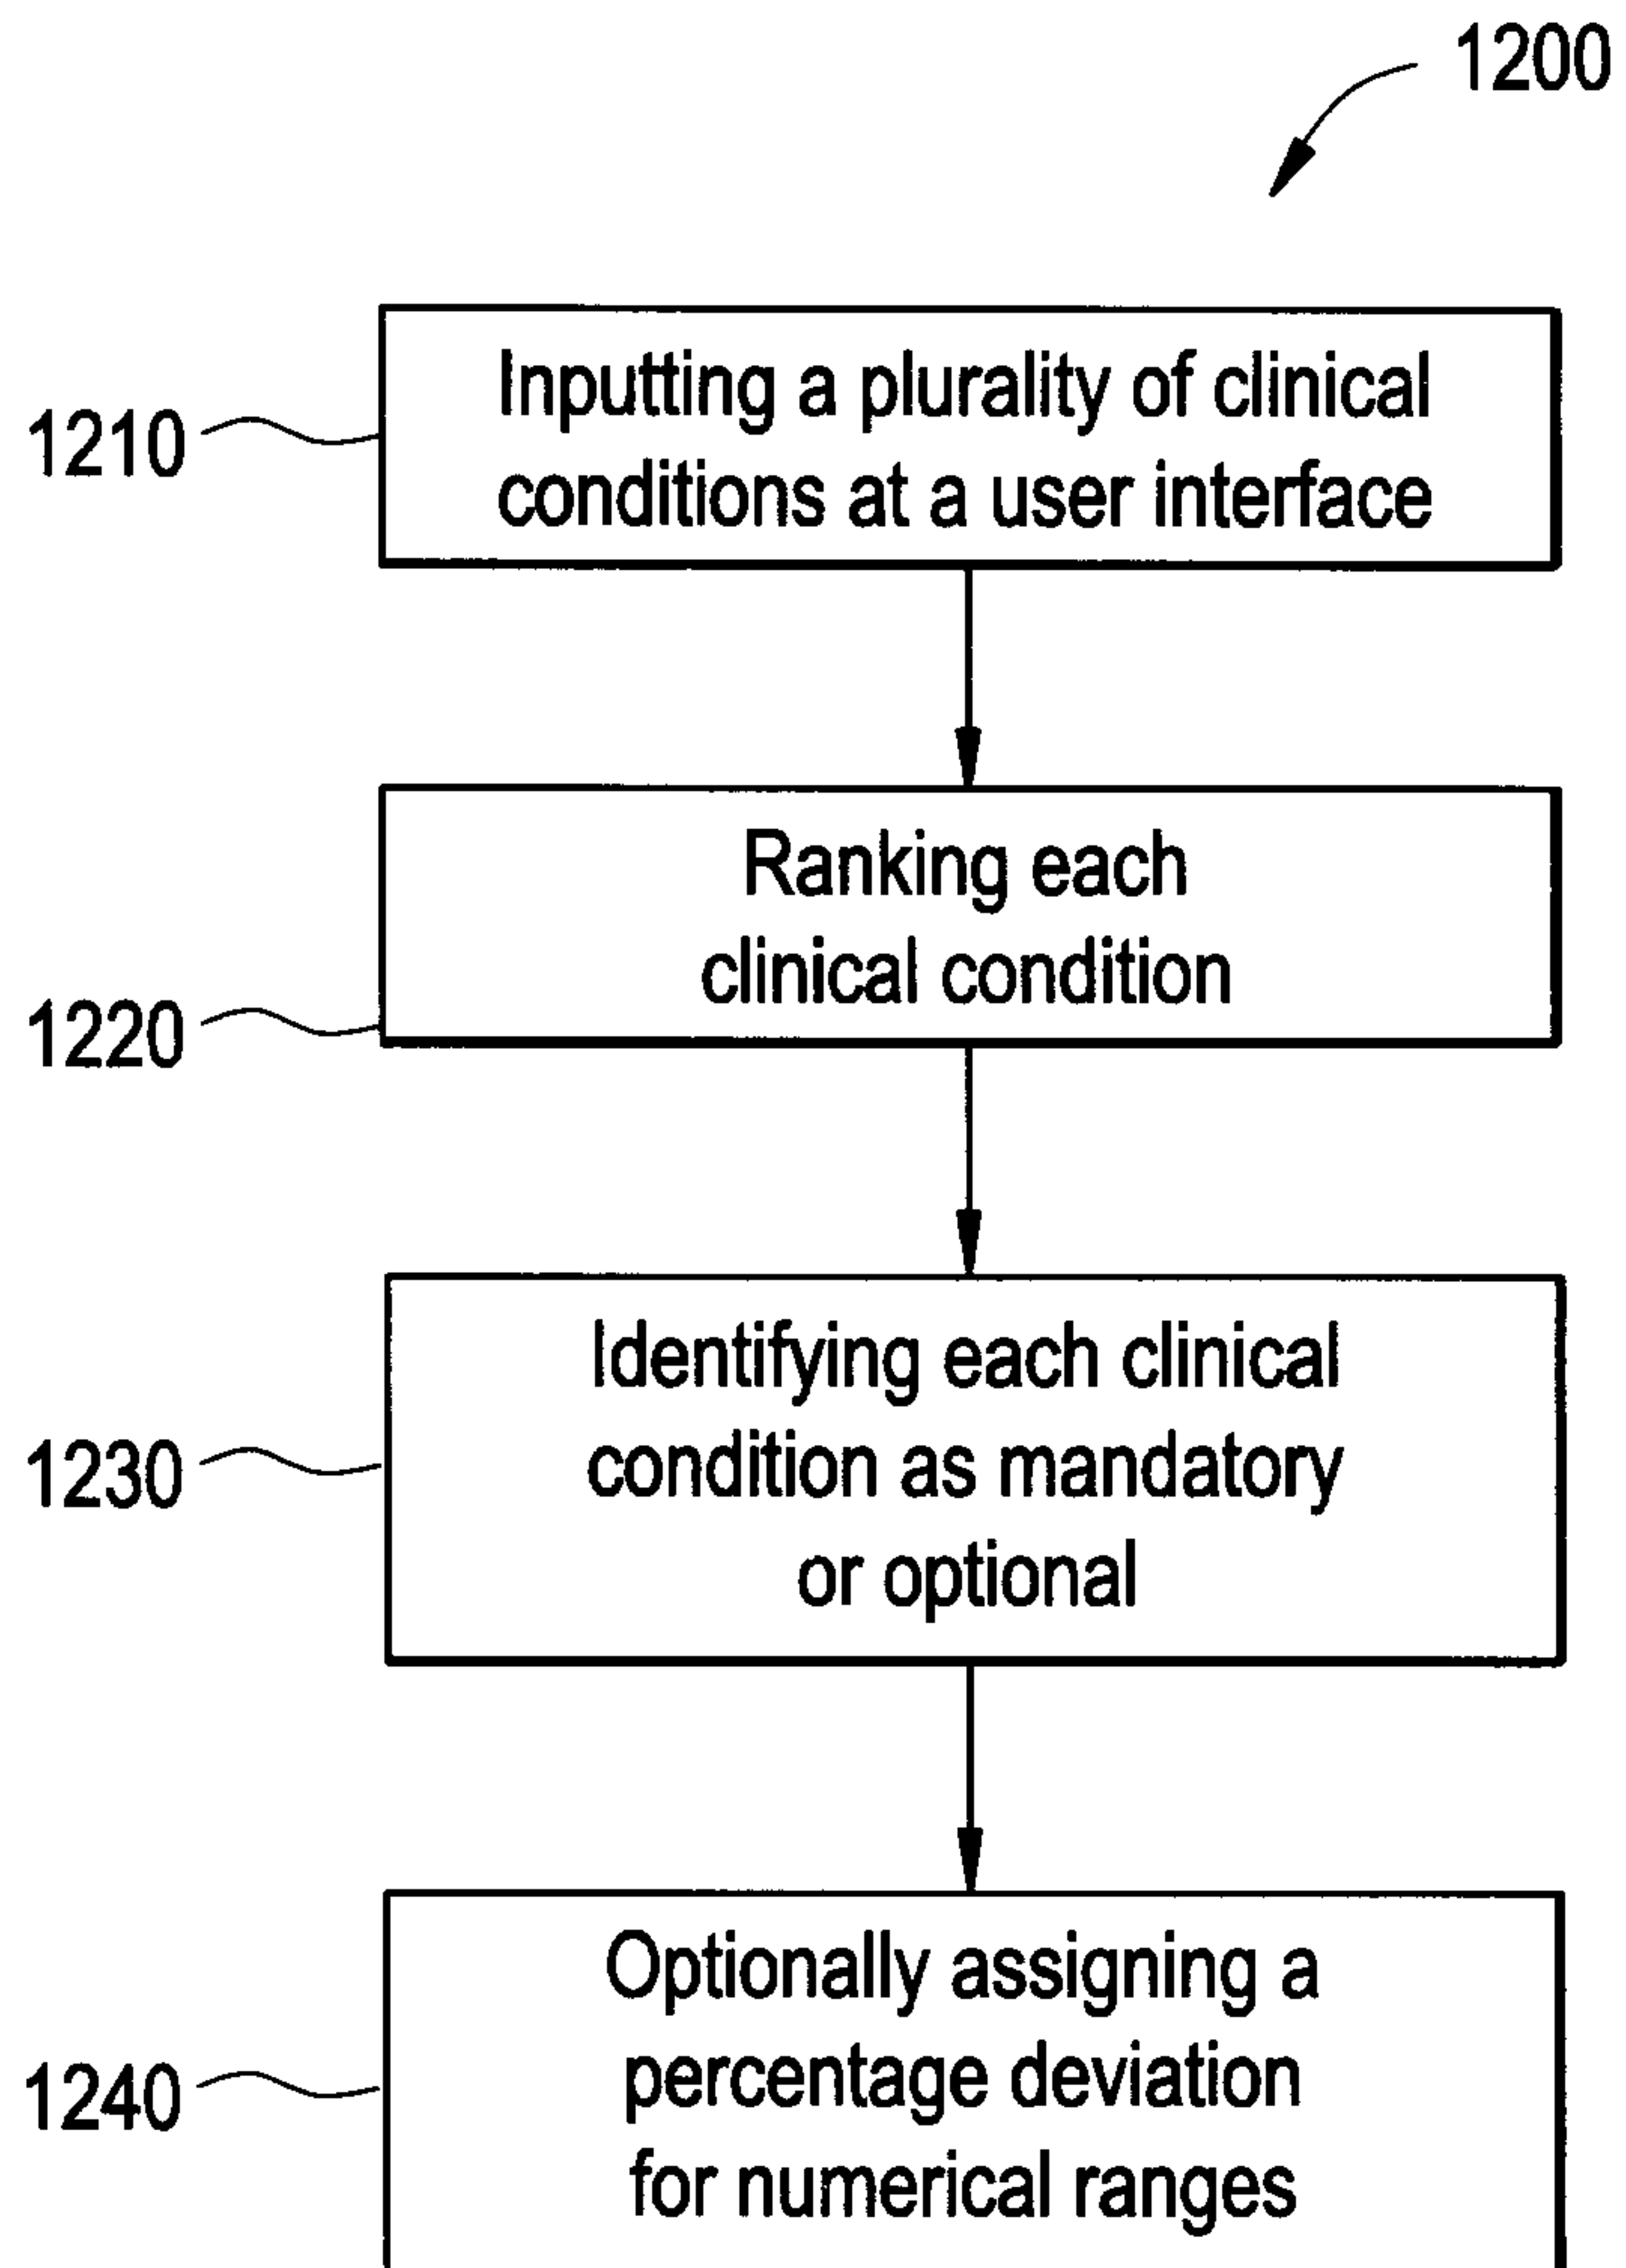 1200
1210
Inputting a plurality of clinical
conditions at a user interface
Ranking each
clinical condition
1220
Identifying each clinical
1230
condition as mandatory
or optional
Optionally assigning a
1240
percentage deviation
for numerical ranges